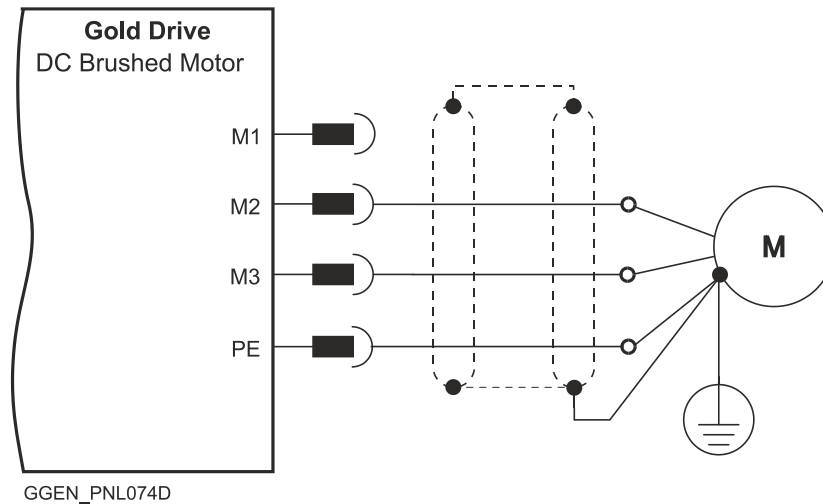 Gold Drive
DC Brushed Motor
M1
M2
M3
PE
M
GGEN_PNL074D